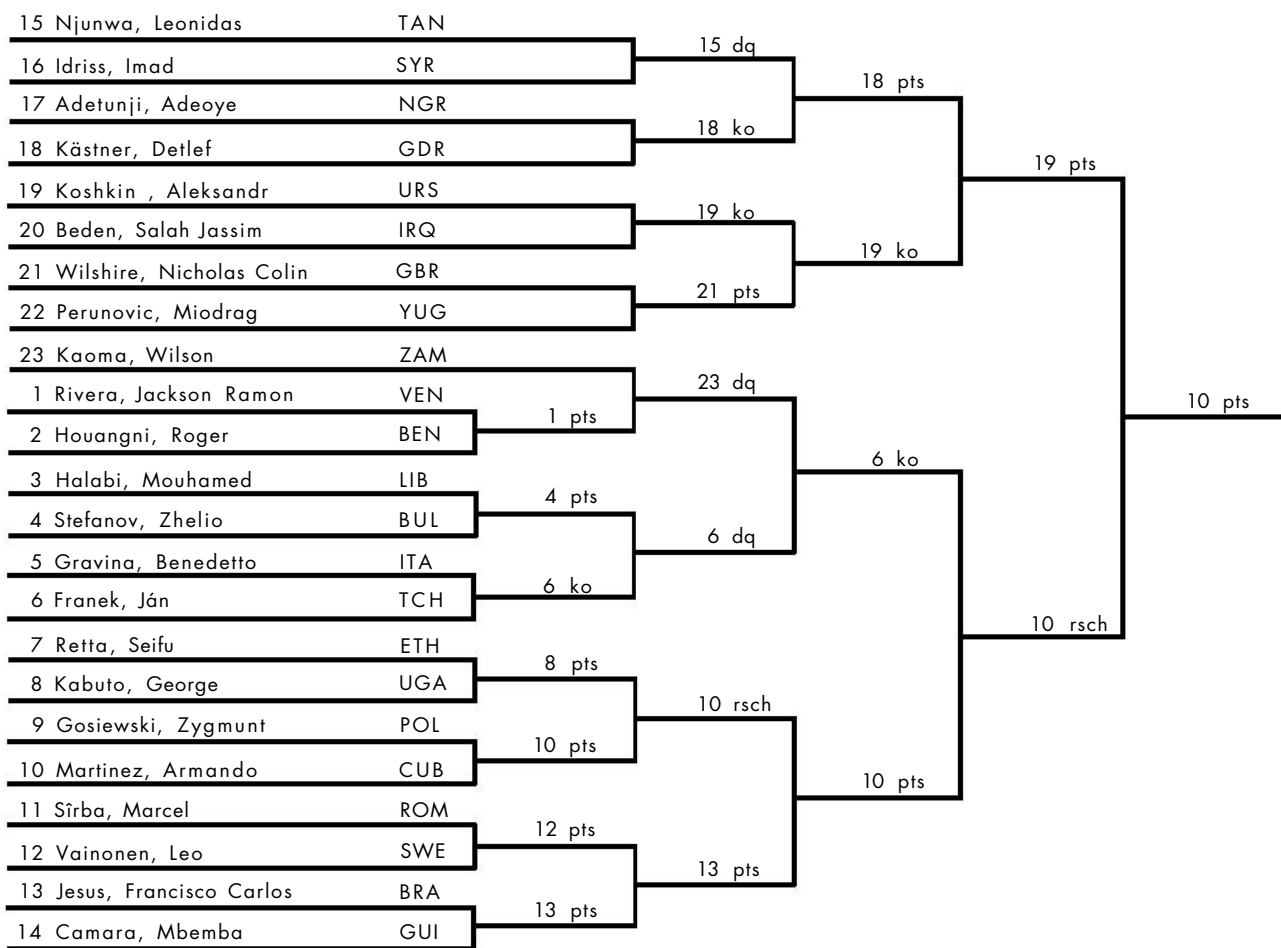 15 Njunwa, Leonidas TAN
15 dq
16 Idriss, Imad SYR
18 pts
17 Adetunji, Adeoye NGR
18 ko
18 Kästner, Detlef GDR
19 pts
19 Koshkin , Aleksandr URS
19 ko
20 Beden, Salah Jassim IRQ
19 ko
21 Wilshire, Nicholas Colin GBR
21 pts
22 Perunovic, Miodrag YUG
23 Kaoma, Wilson ZAM
23 dq
1 Rivera, Jackson Ramon VEN
10 pts
1 pts
2 Houangni, Roger BEN
6 ko
3 Halabi, Mouhamed LIB
4 pts
4 Stefanov, Zhelio BUL
6 dq
5 Gravina, Benedetto ITA
6 ko
6 Franek, Ján TCH
10 rsch
7 Retta, Seifu ETH
8 pts
8 Kabuto, George UGA
10 rsch
9 Gosiewski, Zygmunt POL
10 pts
10 Martinez, Armando CUB
10 pts
11 Sîrba, Marcel ROM
12 pts
12 Vainonen, Leo SWE
13 pts
13 Jesus, Francisco Carlos BRA
13 pts
14 Camara, Mbemba GUI